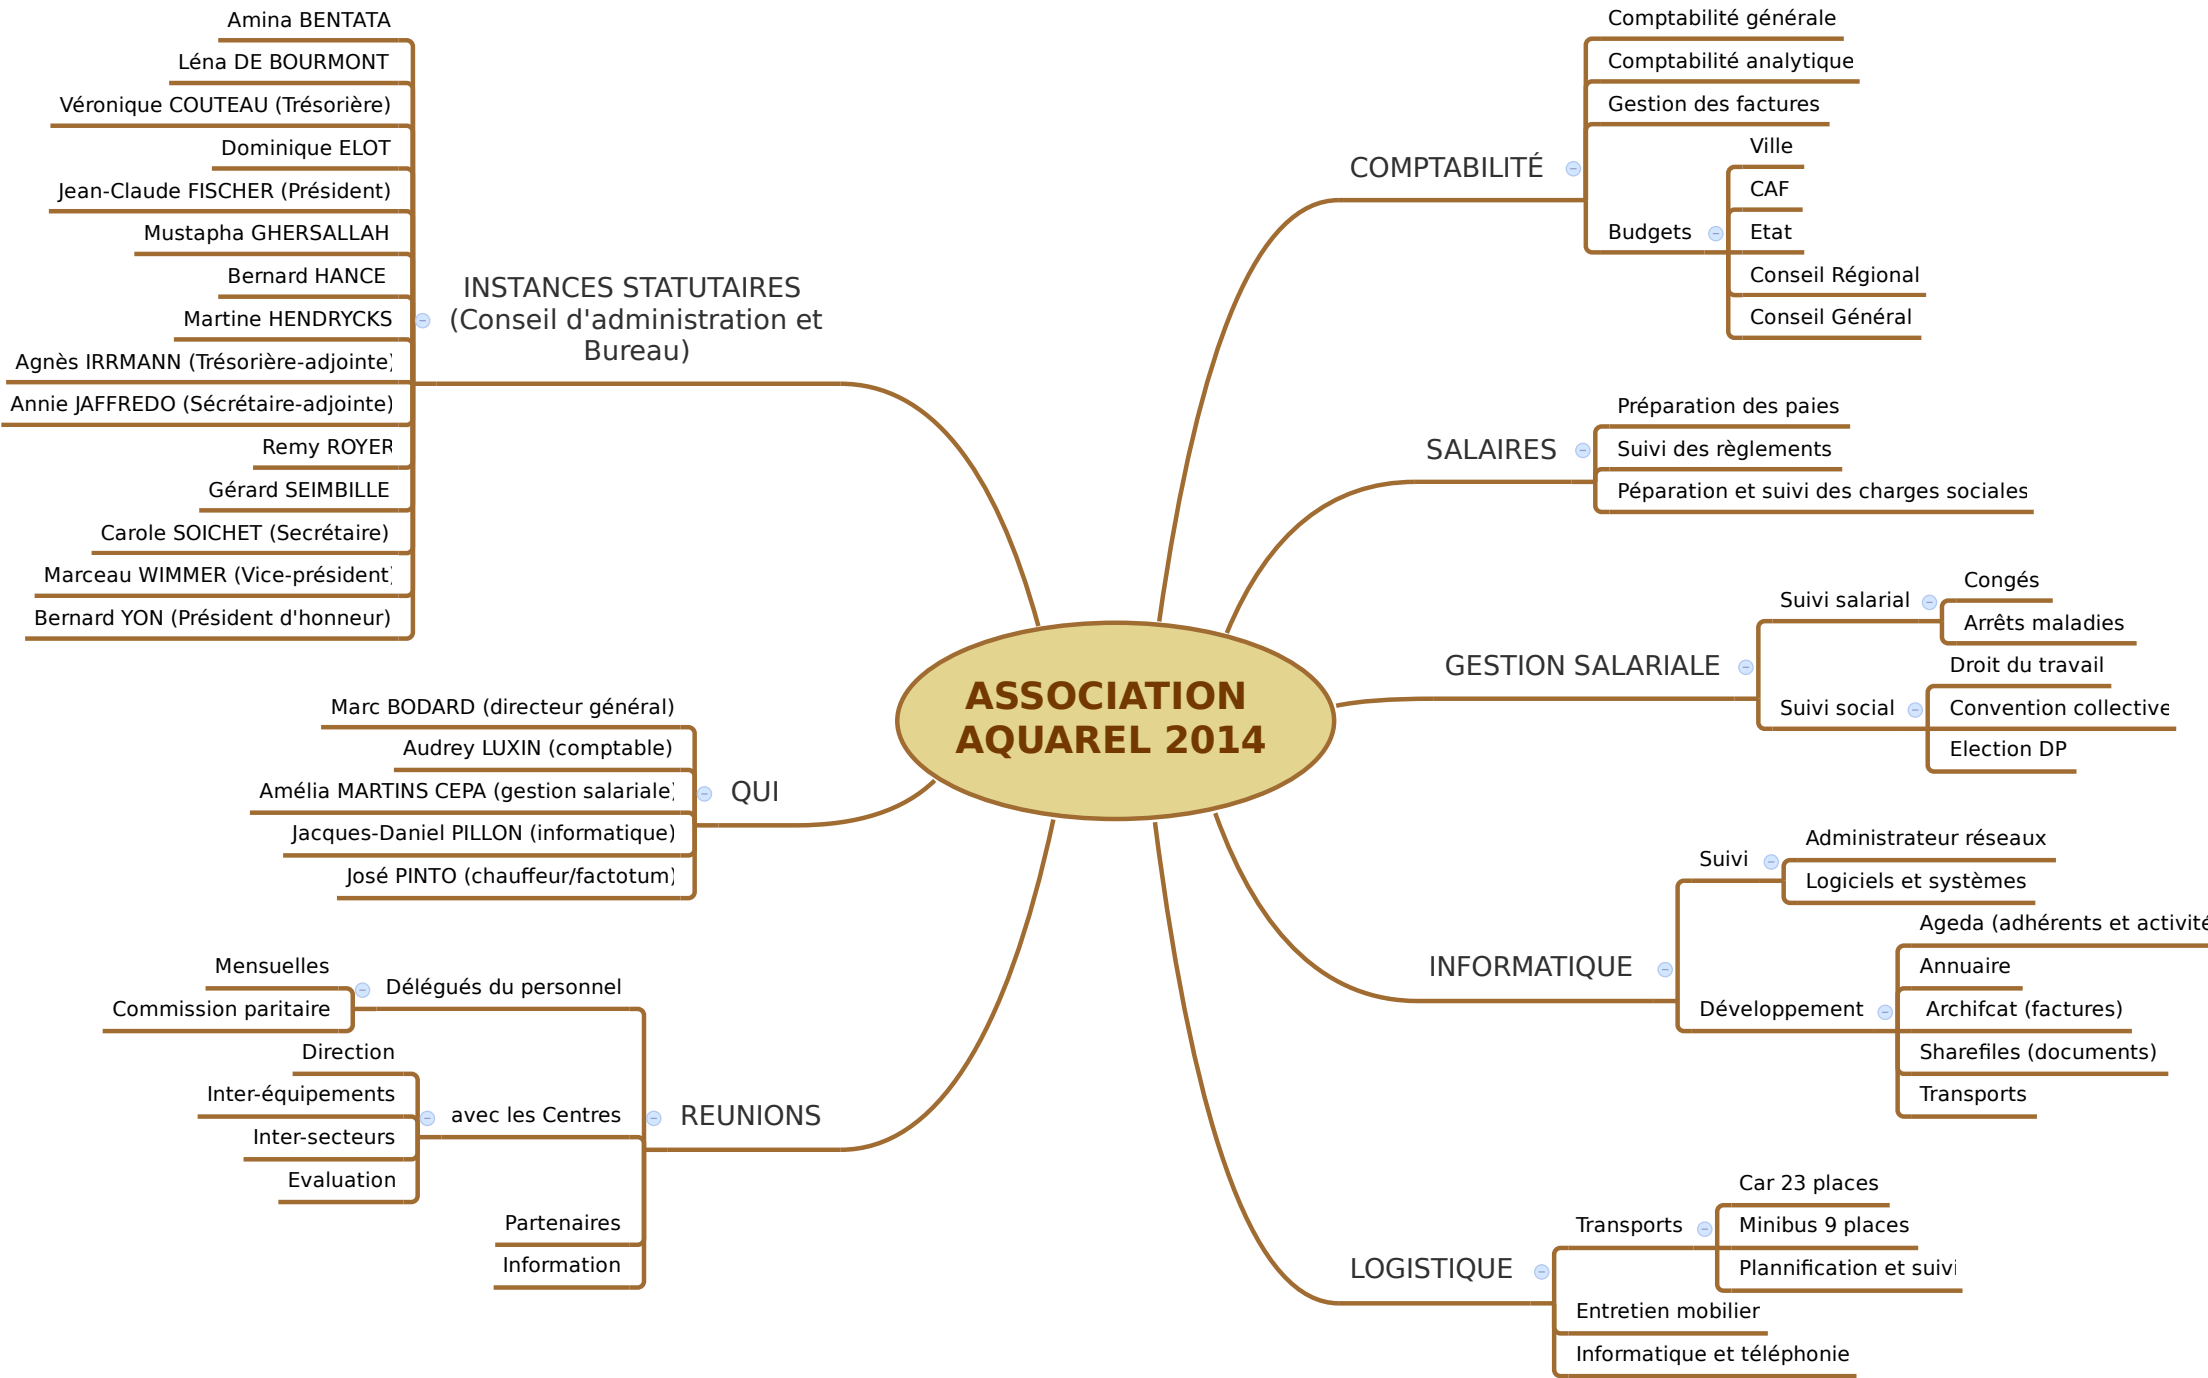 ASSOCIATION
AQUAREL 2014
INSTANCES STATUTAIRES
(Conseil d'administration et
Bureau)
Amina BENTATA
Léna DE BOURMONT
Véronique COUTEAU (Trésorière)
Dominique ELOT
Jean-Claude FISCHER (Président)
Mustapha GHERSALLAH
Bernard HANCE
Martine HENDRYCKS
Agnès IRRMANN (Trésorière-adjointe)
Annie JAFFREDO (Sécrétaire-adjointe)
Remy ROYER
Gérard SEIMBILLE
Carole SOICHET (Secrétaire)
Marceau WIMMER (Vice-président)
Bernard YON (Président d'honneur)
QUI
Marc BODARD (directeur général)
Audrey LUXIN (comptable)
Amélia MARTINS CEPA (gestion salariale)
Jacques-Daniel PILLON (informatique)
José PINTO (chauffeur/factotum)
REUNIONS
Délégués du personnel
Mensuelles
Commission paritaire
avec les Centres
Direction
Inter-équipements
Inter-secteurs
Evaluation
Partenaires
Information
COMPTABILITÉ
Comptabilité générale
Comptabilité analytique
Gestion des factures
Budgets
Ville
CAF
Etat
Conseil Régional
Conseil Général
SALAIRES
Préparation des paies
Suivi des règlements
Péparation et suivi des charges sociales
GESTION SALARIALE
Suivi salarial
Congés
Arrêts maladies
Suivi social
Droit du travail
Convention collective
Election DP
INFORMATIQUE
Suivi
Administrateur réseaux
Logiciels et systèmes
Développement
Ageda (adhérents et activité
Annuaire
Archifcat (factures)
Sharefiles (documents)
Transports
LOGISTIQUE
Transports
Car 23 places
Minibus 9 places
Plannification et suivi
Entretien mobilier
Informatique et téléphonie